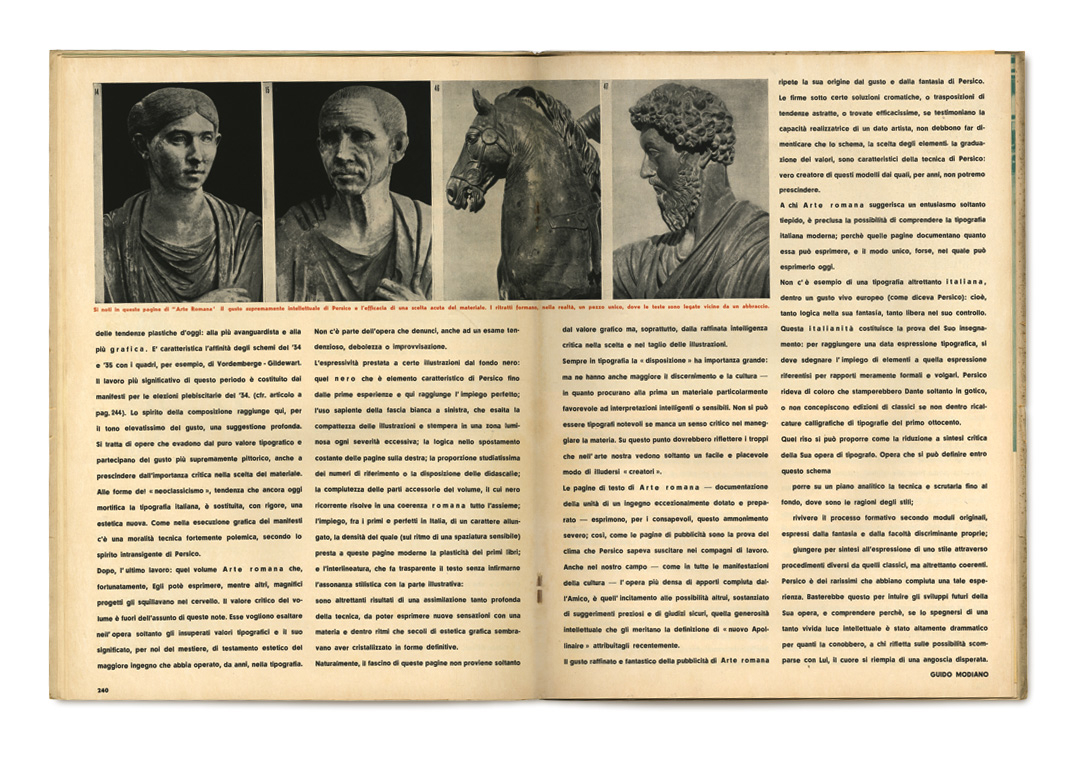 14
15
46
47
Si noti in queste pagine di "Arte Romana" il gusto supremamente intellettuale di Persico e l'efficacia di una scelta acuta del materiale. I ritratti formano, nella realtà, un pezzo unico, dove le teste sono legate vicine da un abbraccio.
delle tendenze plastiche d'oggi: alla più avanguardista e alla
più grafica. E' caratteristica l'affinità degli schemi del '34
e '35 con i quadri, per esempio, di Vordemberge-Gildewart.
Il lavoro più significativo di questo periodo è costituito dai
manifesti per le elezioni plebiscitarie del '34. (cfr. articolo a
pag. 244). Lo spirito della composizione raggiunge qui, per
il tono elevatissimo del gusto, una suggestione profonda.
Si tratta di opere che evadono dal puro valore tipografico e
partecipano del gusto più supremamente pittorico, anche a
prescindere dall'importanza critica nella scelta del materiale.
Alle forme del «neoclassicismo», tendenza che ancora oggi
mortifica la tipografia italiana, è sostituita, con rigore, una
estetica nuova. Come nella esecuzione grafica dei manifesti
c'è una moralità tecnica fortemente polemica, secondo lo
spirito intransigente di Persico.
Dopo, l'ultimo lavoro: quel volume Arte romana che,
fortunatamente, Egli potè esprimere, mentre altri, magnifici
progetti gli squillavano nel cervello. Il valore critico del vo-
lume è fuori dell'assunto di queste note. Esse vogliono esaltare
nell'opera soltanto gli insuperati valori tipografici e il suo
significato, per noi del mestiere, di testamento estetico del
maggiore ingegno che abbia operato, da anni, nella tipografia.
240
Non c'è parte dell'opera che denunci, anche ad un esame ten-
denzioso, debolezza o improvvisazione.
L'espressività prestata a certe illustrazioni dal fondo nero:
quel nero che è elemento caratteristico di Persico fino
dalle prime esperienze e qui raggiunge l'impiego perfetto;
l'uso sapiente della fascia bianca a sinistra, che esalta la
compattezza delle illustrazioni e stempera in una zona lumi-
nosa ogni severità eccessiva; la logica nello spostamento
costante delle pagine sulla destra; la proporzione studiatissima
dei numeri di riferimento o la disposizione delle didascalie;
la compiutezza delle parti accessorie del volume, il cui nero
ricorrente risolve in una coerenza romana tutto l'assieme;
l'impiego, fra i primi e perfetti in Italia, di un carattere allun-
gato, la densità del quale (sul ritmo di una spaziatura sensibile)
presta a queste pagine moderne la plasticità dei primi libri;
e l'interlineatura, che fa trasparente il testo senza infirmarne
l'assonanza stilistica con la parte illustrativa:
sono altrettanti risultati di una assimilazione tanto profonda
della tecnica, da poter esprimere nuove sensazioni con una
materia e dentro ritmi che secoli di estetica grafica sembra-
vano aver cristallizzato in forme definitive.
Naturalmente, il fascino di queste pagine non proviene soltanto
dal valore grafico ma, soprattutto, dalla raffinata intelligenza
critica nella scelta e nel taglio delle illustrazioni.
Sempre in tipografia la «disposizione» ha importanza grande:
ma ne hanno anche maggiore il discernimento e la cultura —
in quanto procurano alla prima un materiale particolarmente
favorevole ad interpretazioni intelligenti o sensibili. Non si può
essere tipografi notevoli se manca un senso critico nel maneg-
giare la materia. Su questo punto dovrebbero riflettere i troppi
che nell'arte nostra vedono soltanto un facile e piacevole
modo di illudersi «creatori».
Le pagine di testo di Arte romana — documentazione
della unità di un ingegno eccezionalmente dotato e prepa-
rato — esprimono, per i consapevoli, questo ammonimento
severo; così, come le pagine di pubblicità sono la prova del
clima che Persico sapeva suscitare nei compagni di lavoro.
Anche nel nostro campo — come in tutte le manifestazioni
della cultura — l'opera più densa di apporti compiuta dal-
l'Amico, è quell'incitamento alle possibilità altrui, sostanziato
di suggerimenti preziosi e di giudizi sicuri, quella generosità
intellettuale che gli meritano la definizione di «nuovo Apol-
linaire» attribuitagli recentemente.
Il gusto raffinato e fantastico della pubblicità di Arte romana
ripete la sua origine dal gusto e dalla fantasia di Persico.
Le firme sotto certe soluzioni cromatiche, o trasposizioni di
tendenze astratte, o trovate efficacissime, se testimoniano la
capacità realizzatrice di un dato artista, non debbono far di-
menticare che lo schema, la scelta degli elementi, la gradua-
zione dei valori, sono caratteristici della tecnica di Persico:
vero creatore di questi modelli dai quali, per anni, non potremo
prescindere.
A chi Arte romana suggerisca un entusiasmo soltanto
tiepido, è preclusa la possibilità di comprendere la tipografia
italiana moderna; perchè quelle pagine documentano quanto
essa può esprimere, e il modo unico, forse, nel quale può
esprimerlo oggi.
Non c'è esempio di una tipografia altrettanto italiana,
dentro un gusto vivo europeo (come diceva Persico): cioè,
tanto logica nella sua fantasia, tanto libera nel suo controllo.
Questa italianità costituisce la prova del Suo insegna-
mento: per raggiungere una data espressione tipografica, si
deve sdegnare l'impiego di elementi a quella espressione
riferentisi per rapporti meramente formali e volgari. Persico
rideva di coloro che stamperebbero Dante soltanto in gotico,
o non concepiscono edizioni di classici se non dentro rical-
cature calligrafiche di tipografie del primo ottocento.
Quel riso si può proporre come la riduzione a sintesi critica
della Sua opera di tipografo. Opera che si può definire entro
questo schema
porre su un piano analitico la tecnica e scrutarla fino al
fondo, dove sono le ragioni degli stili;
rivivere il processo formativo secondo moduli originali,
espressi dalla fantasia e dalla facoltà discriminante proprie;
giungere per sintesi all'espressione di uno stile attraverso
procedimenti diversi da quelli classici, ma altrettanto coerenti.
Persico è dei rarissimi che abbiano compiuta una tale espe-
rienza. Basterebbe questo per intuire gli sviluppi futuri della
Sua opera, e comprendere perchè, se lo spegnersi di una
tanto vivida luce intellettuale è stato altamente drammatico
per quanti la conobbero, a chi rifletta sulle possibilità scom-
parse con Lui, il cuore si riempia di una angoscia disperata.
GUIDO MODIANO